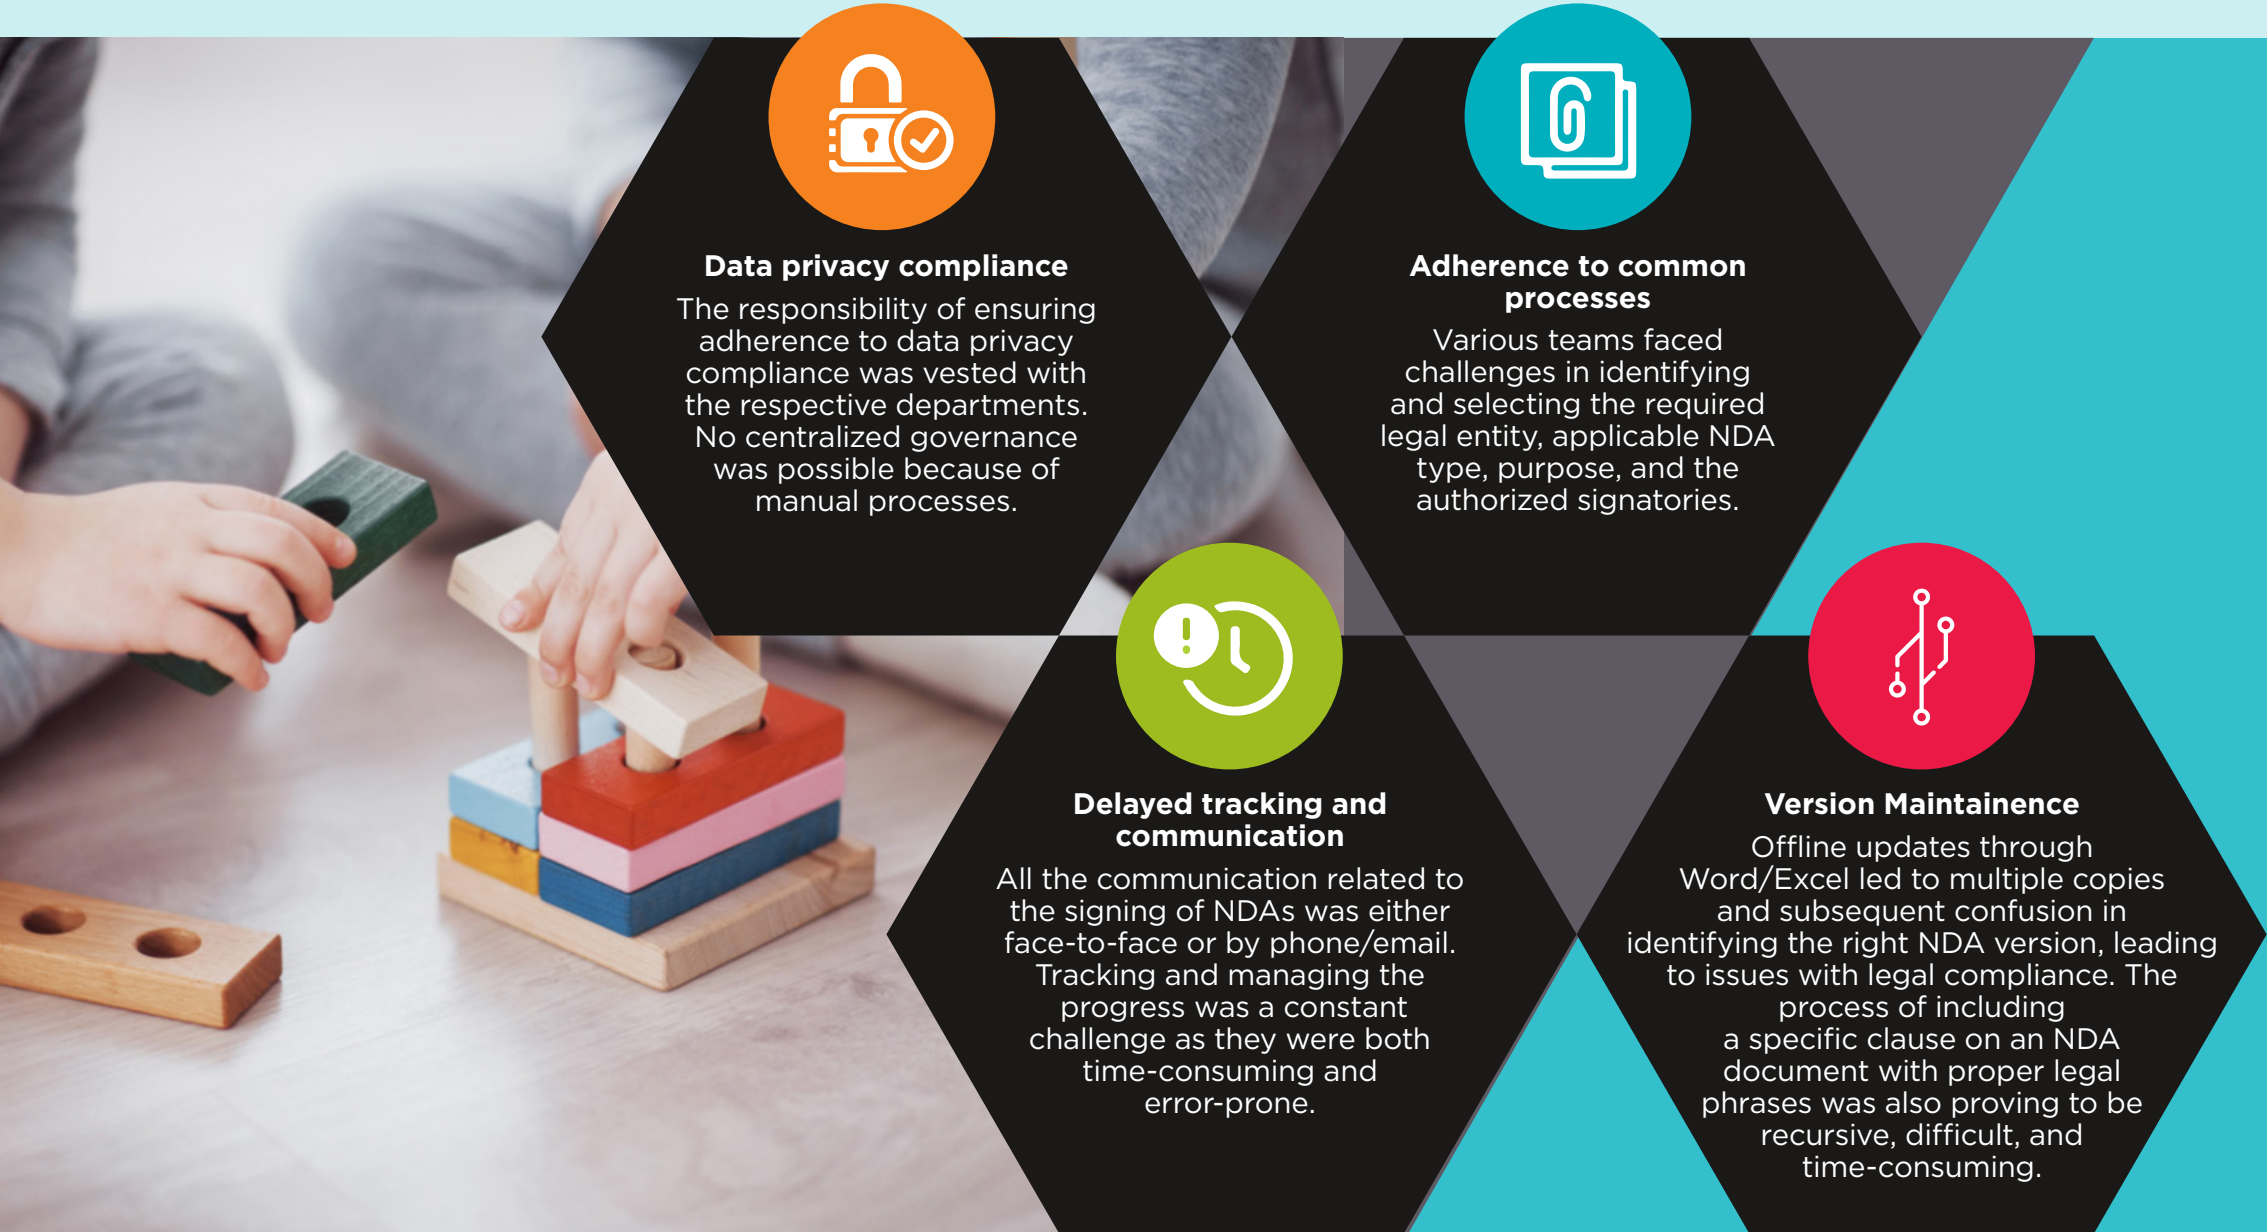 Data privacy compliance
The responsibility of ensuring
adherence to data privacy
compliance was vested with
the respective departments.
No centralized governance
was possible because of
manual processes.
Adherence to common
processes
Various teams faced
challenges in identifying
and selecting the required
legal entity, applicable NDA
type, purpose, and the
authorized signatories.
Delayed tracking and
communication
All the communication related to
the signing of NDAs was either
face-to-face or by phone/email.
Tracking and managing the
progress was a constant
challenge as they were both
time-consuming and
error-prone.
Version Maintainence
Offline updates through
Word/Excel led to multiple copies
and subsequent confusion in
identifying the right NDA version, leading
to issues with legal compliance. The
process of including
a specific clause on an NDA
document with proper legal
phrases was also proving to be
recursive, difficult, and
time-consuming.